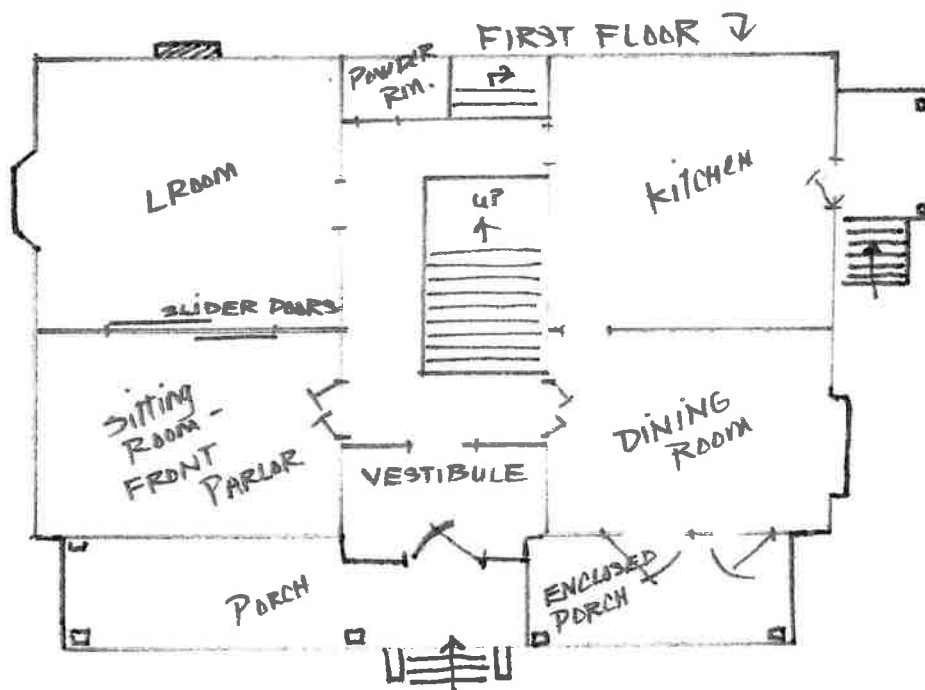 FIRST FLOOR
POWDER
RM.
LROOM
UP
KITCHEN
SLIDER DOORS
Sitting
ROOM-
FRONT
PARLOR
DINING
ROOM
VESTIBULE
PORCH
ENCLOSED
PORCH